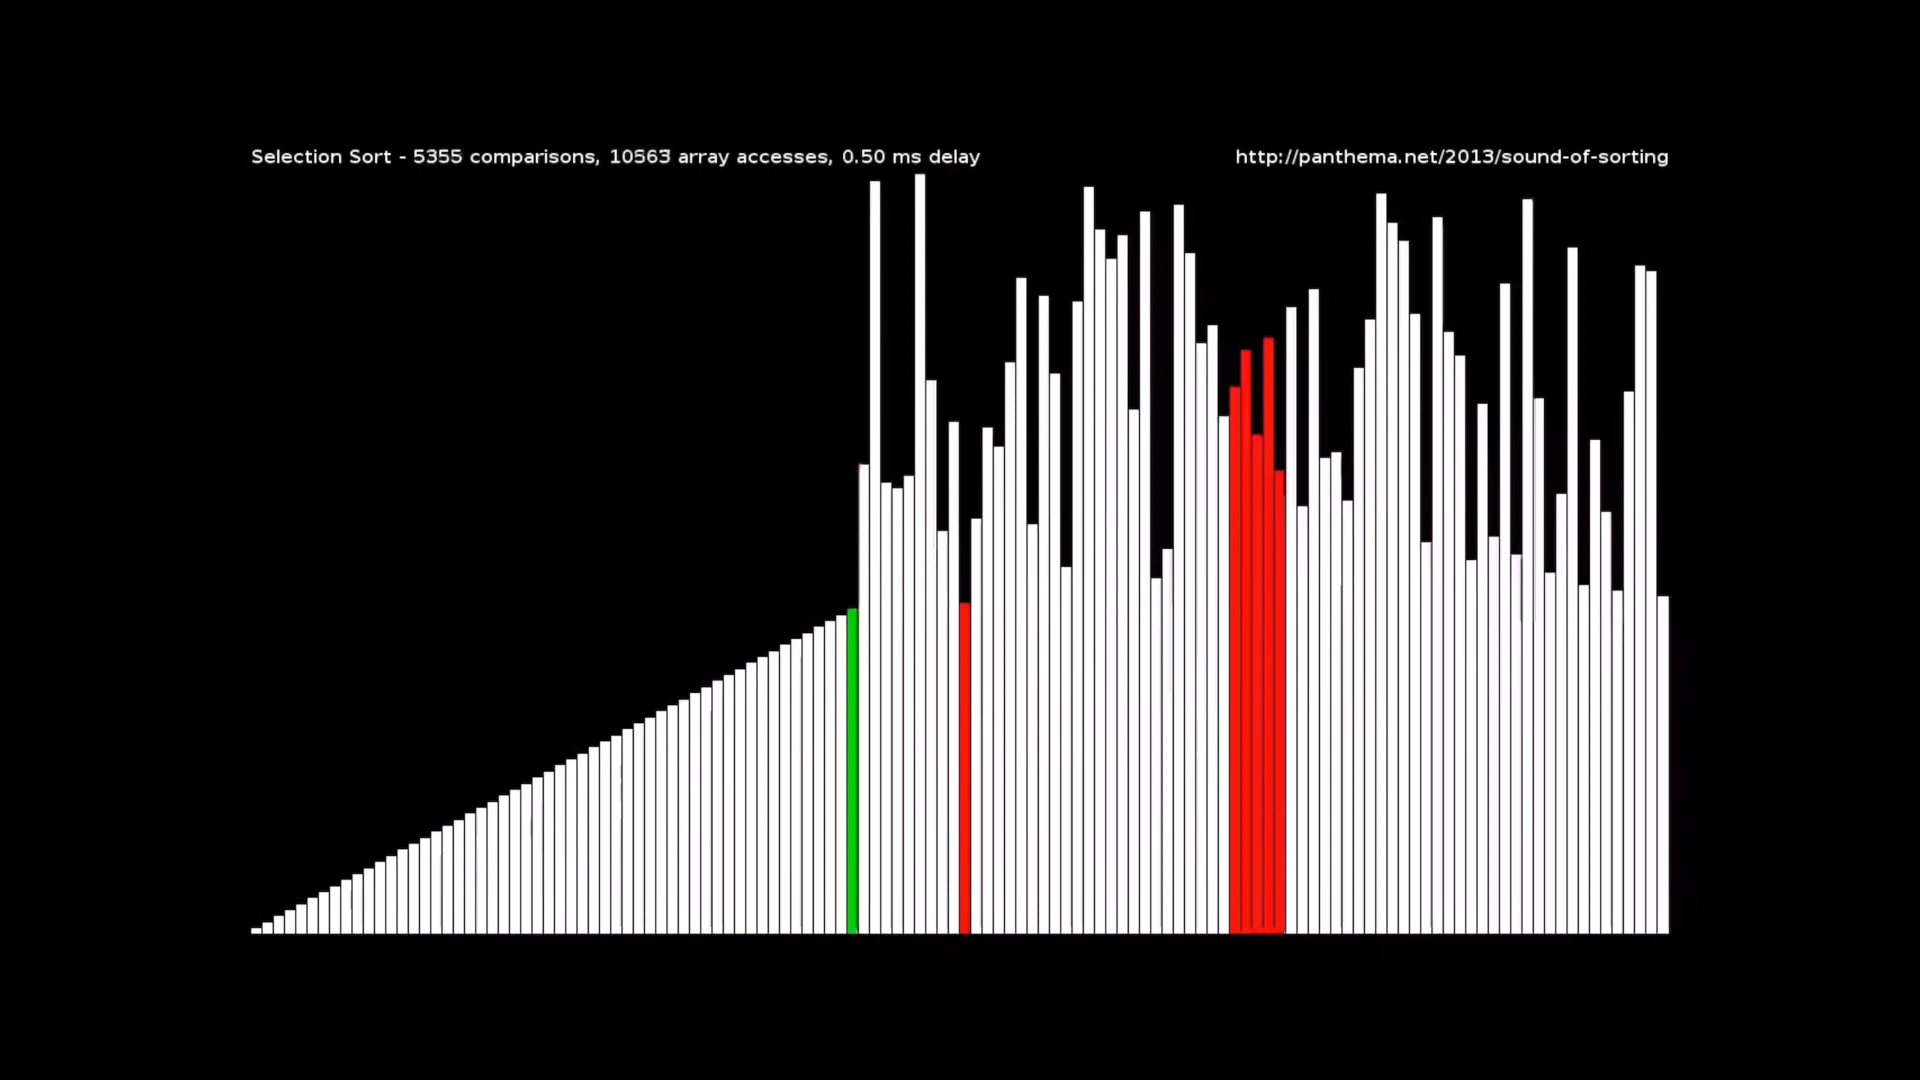 Selection Sort - 5355 comparisons, 10563 array accesses, 0.50 ms delay
http://panthema.net/2013/sound-of-sorting